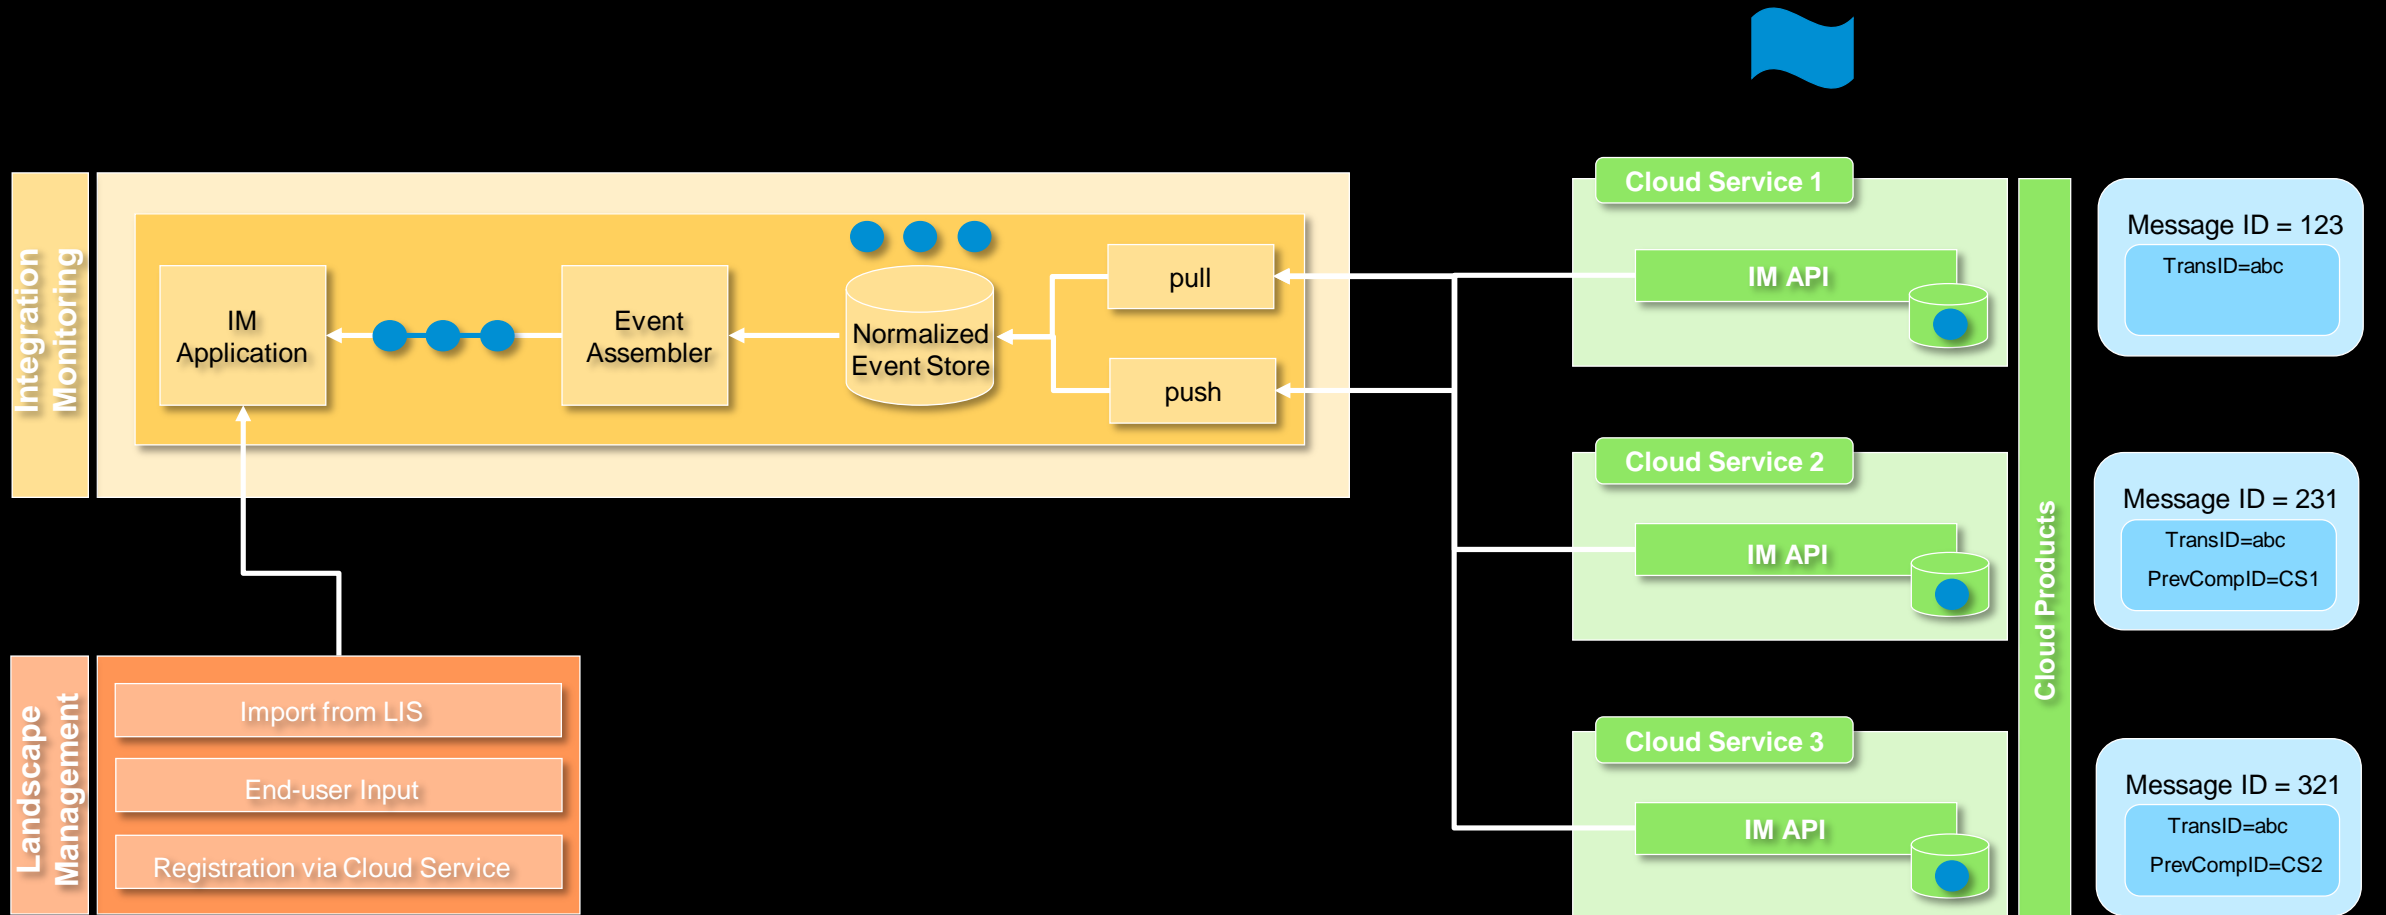 Integration
Monitoring
IM
Application
Event
Assembler
Normalized
Event Store
pull
push
Landscape
Management
Import from LIS
End-user Input
Registration via Cloud Service
Cloud Service 1
IM API
Cloud Service 2
IM API
Cloud Service 3
IM API
Cloud Products
Message ID = 123
TransID=abc
Message ID = 231
TransID=abc
PrevCompID=CS1
Message ID = 321
TransID=abc
PrevCompID=CS2